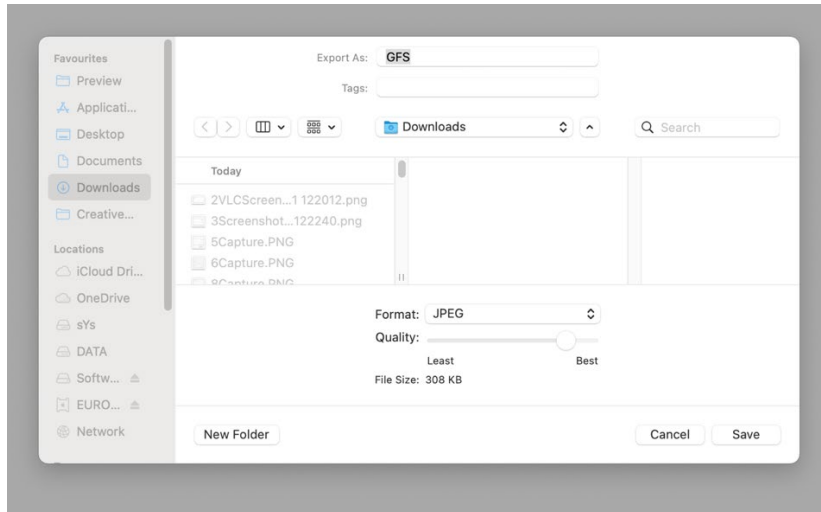 Favourites
Preview
Applicati...
Desktop
Documents
Downloads
Creative...
Locations
iCloud Dri...
OneDrive
sYs
DATA
Softw...
EURO...
Network
Export As: GFS
Tags:
Downloads
Search
Today
2VLCScreen...1 122012.png
3Screenshot...122240.png
5Capture.PNG
6Capture.PNG
8Capture.PNG
Format: JPEG
Quality:
Least Best
File Size: 308 KB
New Folder
Cancel Save